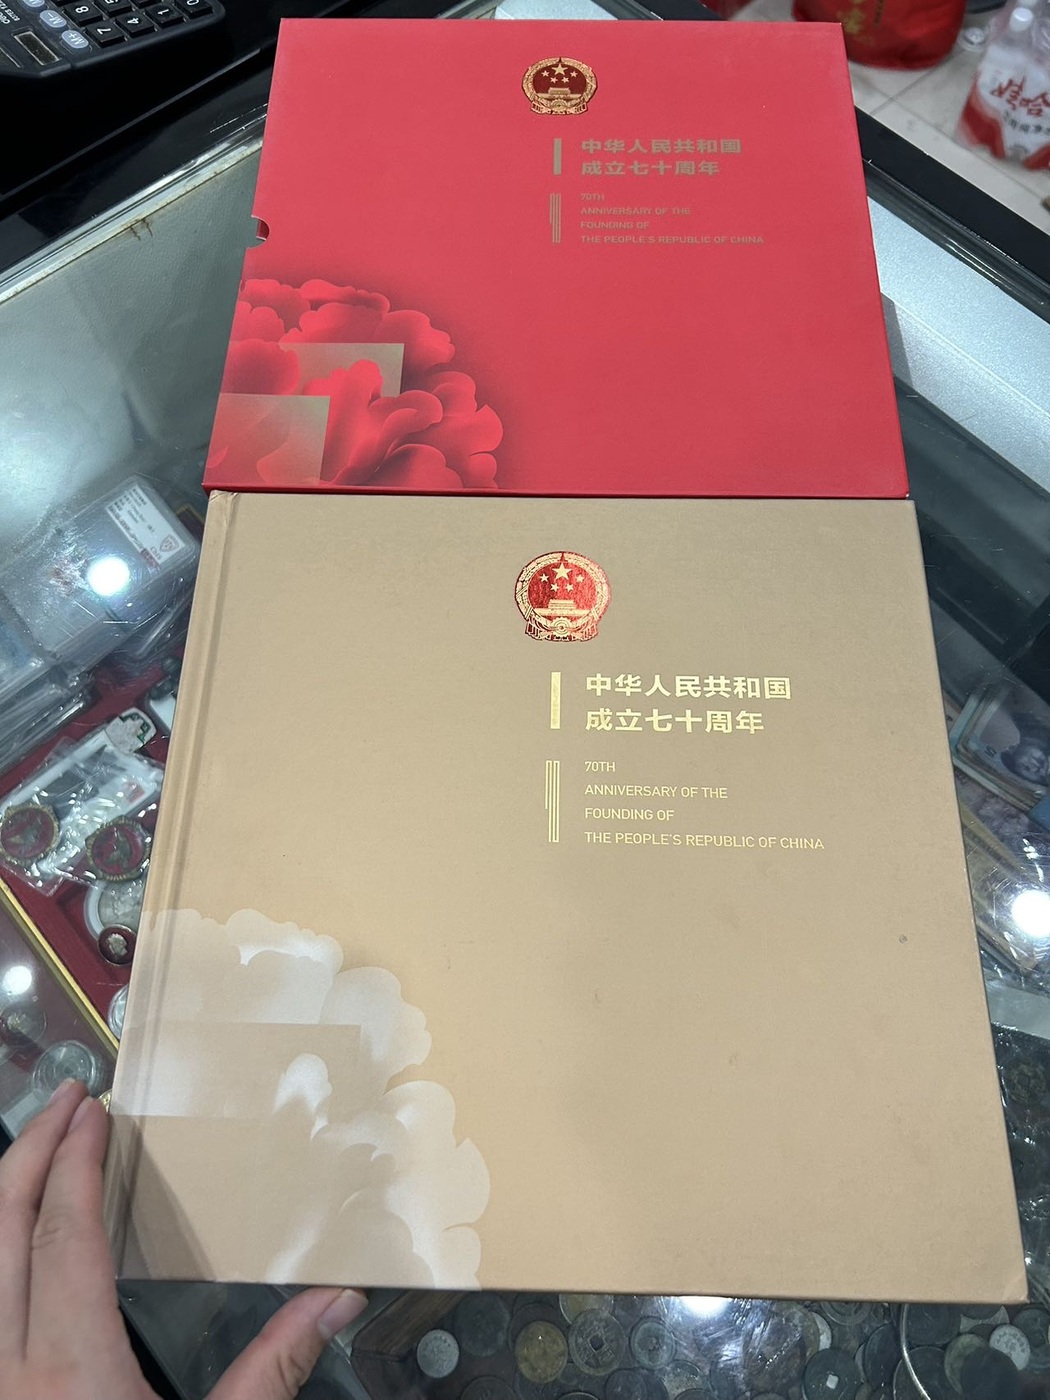 中华人民共和国
成立七十周年
70TH
ANNIVERSARY OF THE
FOUNDING OF
THE PEOPLE'S REPUBLIC OF CHINA
中华人民共和国
成立七十周年
70TH
ANNIVERSARY OF THE
FOUNDING OF
THE PEOPLE'S REPUBLIC OF CHINA